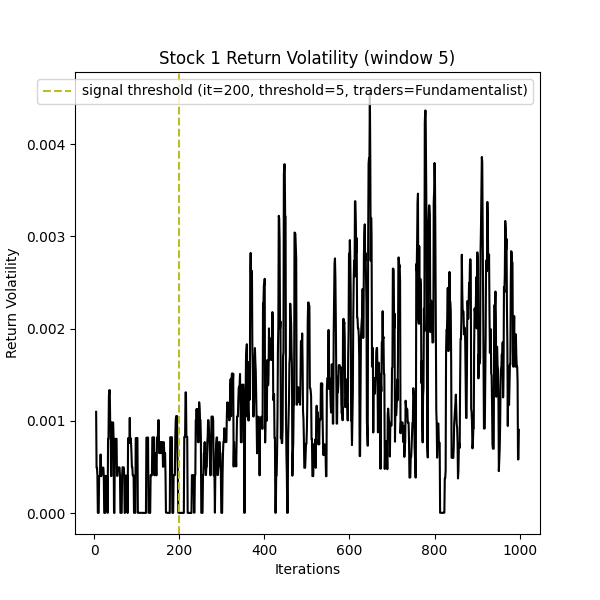 Stock 1 Return Volatility (window 5)
signal threshold (it=200, threshold=5, traders=Fundamentalist)
0.004
0.003
0.002
0.001
0.000
Return Volatility
0 200 400 600 800 1000
Iterations